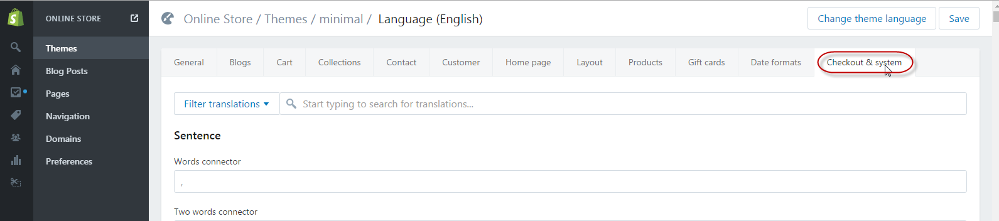 ONLINE STORE
Themes
Blog Posts
Pages
Navigation
Domains
Preferences
Online Store / Themes / minimal / Language (English)
Change theme language
Save
General Blogs Cart Collections Contact Customer Home page Layout Products Gift cards Date formats Checkout & system
Filter translations
Start typing to search for translations...
Sentence
Words connector
,
Two words connector